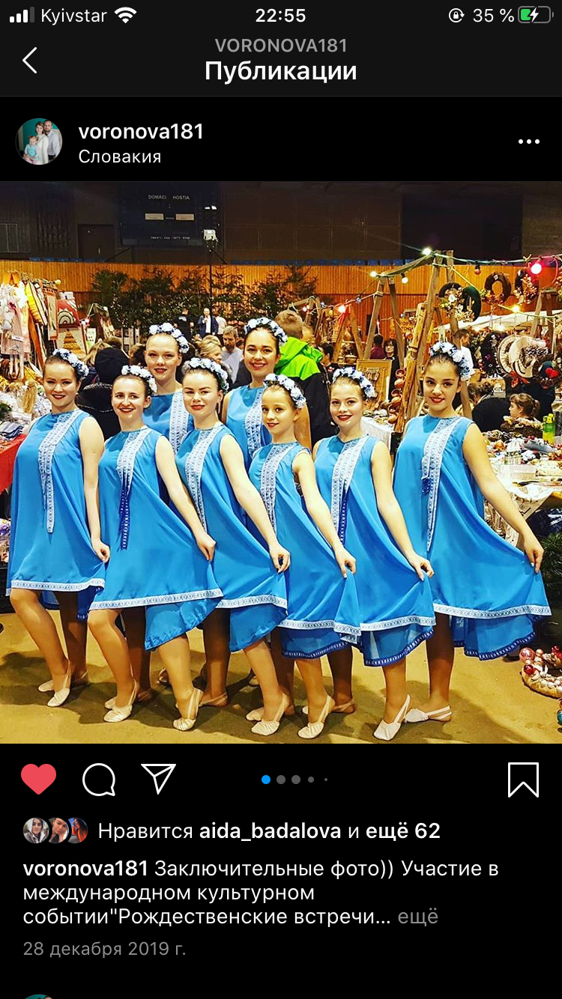 Kyivstar 22:55 35 %
VORONOVA181
Публикации
voronova181
Словакия
DOMÁCI HOSTIA
Нравится aida_badalova и ещё 62
voronova181 Заключительные фото)) Участие в
международном культурном
событии"Рождественские встречи... ещё
28 декабря 2019 г.